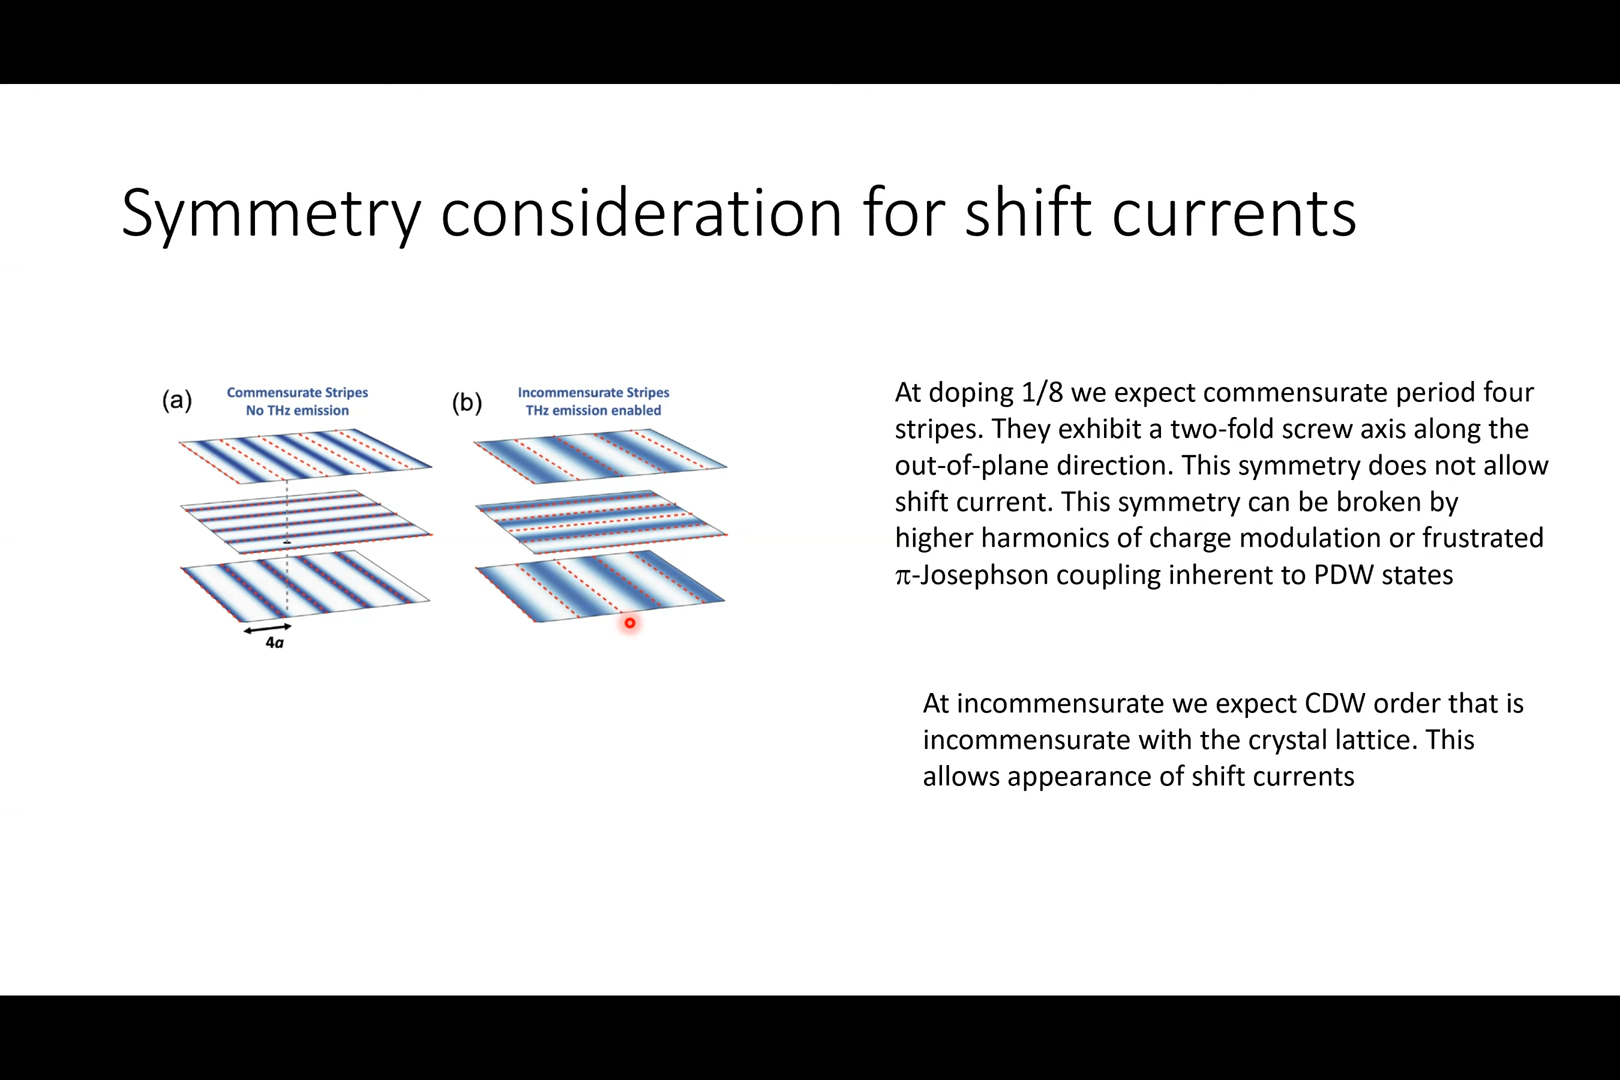 Symmetry consideration for shift currents
(a)
Commensurate Stripes
No THz emission
4a
(b)
Incommensurate Stripes
THz emission enabled
At doping 1/8 we expect commensurate period four
stripes. They exhibit a two-fold screw axis along the
out-of-plane direction. This symmetry does not allow
shift current. This symmetry can be broken by
higher harmonics of charge modulation or frustrated
π-Josephson coupling inherent to PDW states
At incommensurate we expect CDW order that is
incommensurate with the crystal lattice. This
allows appearance of shift currents